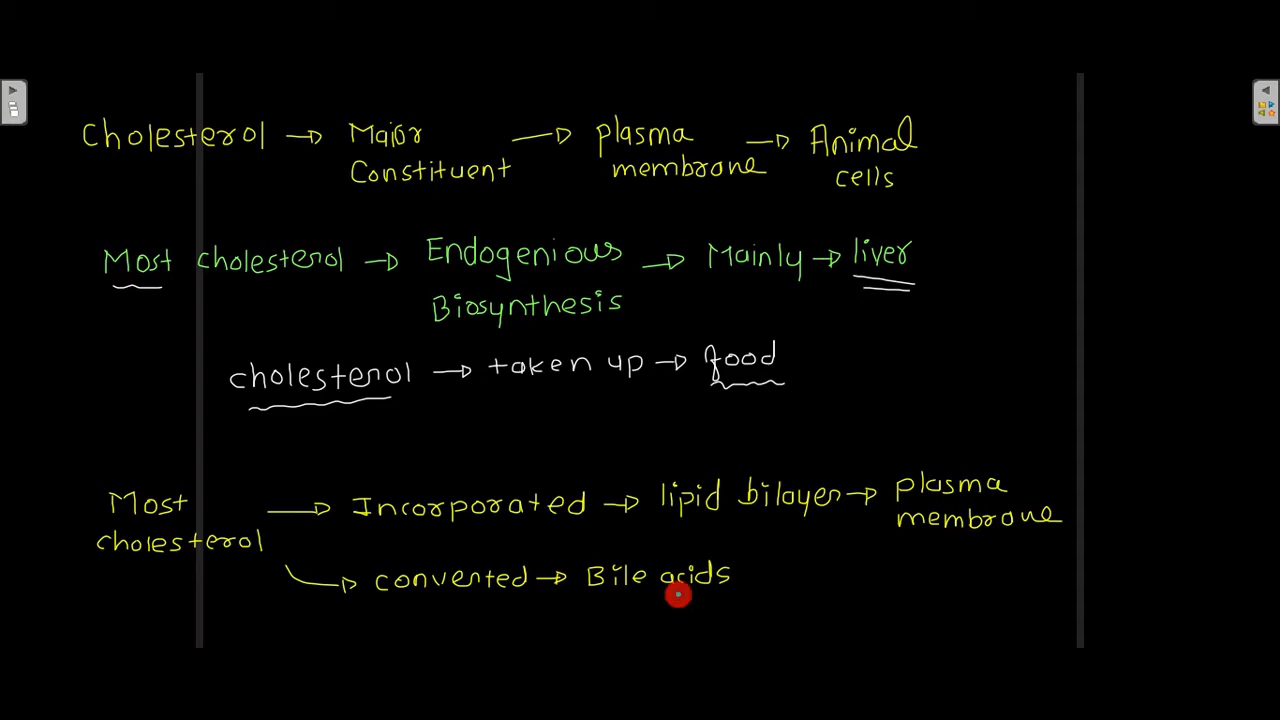 Cholesterol → Major Constituent → plasma membrane → Animal cells
Most cholesterol → Endogenious Biosynthesis → Mainly → liver
cholesterol → taken up → food
Most cholesterol → Incorporated → lipid bilayer → plasma membrane
→ converted → Bile acids